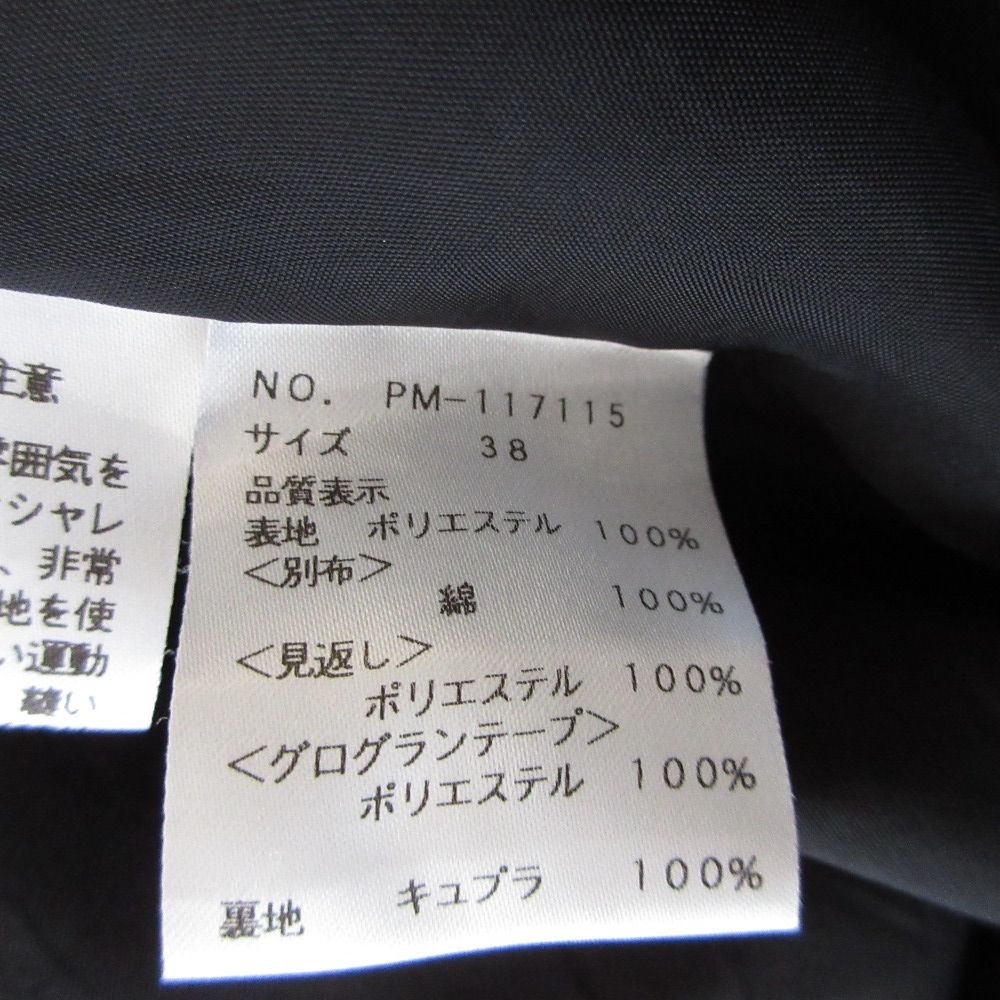 注意
雰囲気を
シャレ
、非常
地を使
い運動
縫い
NO. PM-117115
サイズ 38
品質表示
表地 ポリエステル 100%
<別布>
綿 100%
<見返し>
ポリエステル 100%
<グログランテープ>
ポリエステル 100%
キュプラ 100%
裏地